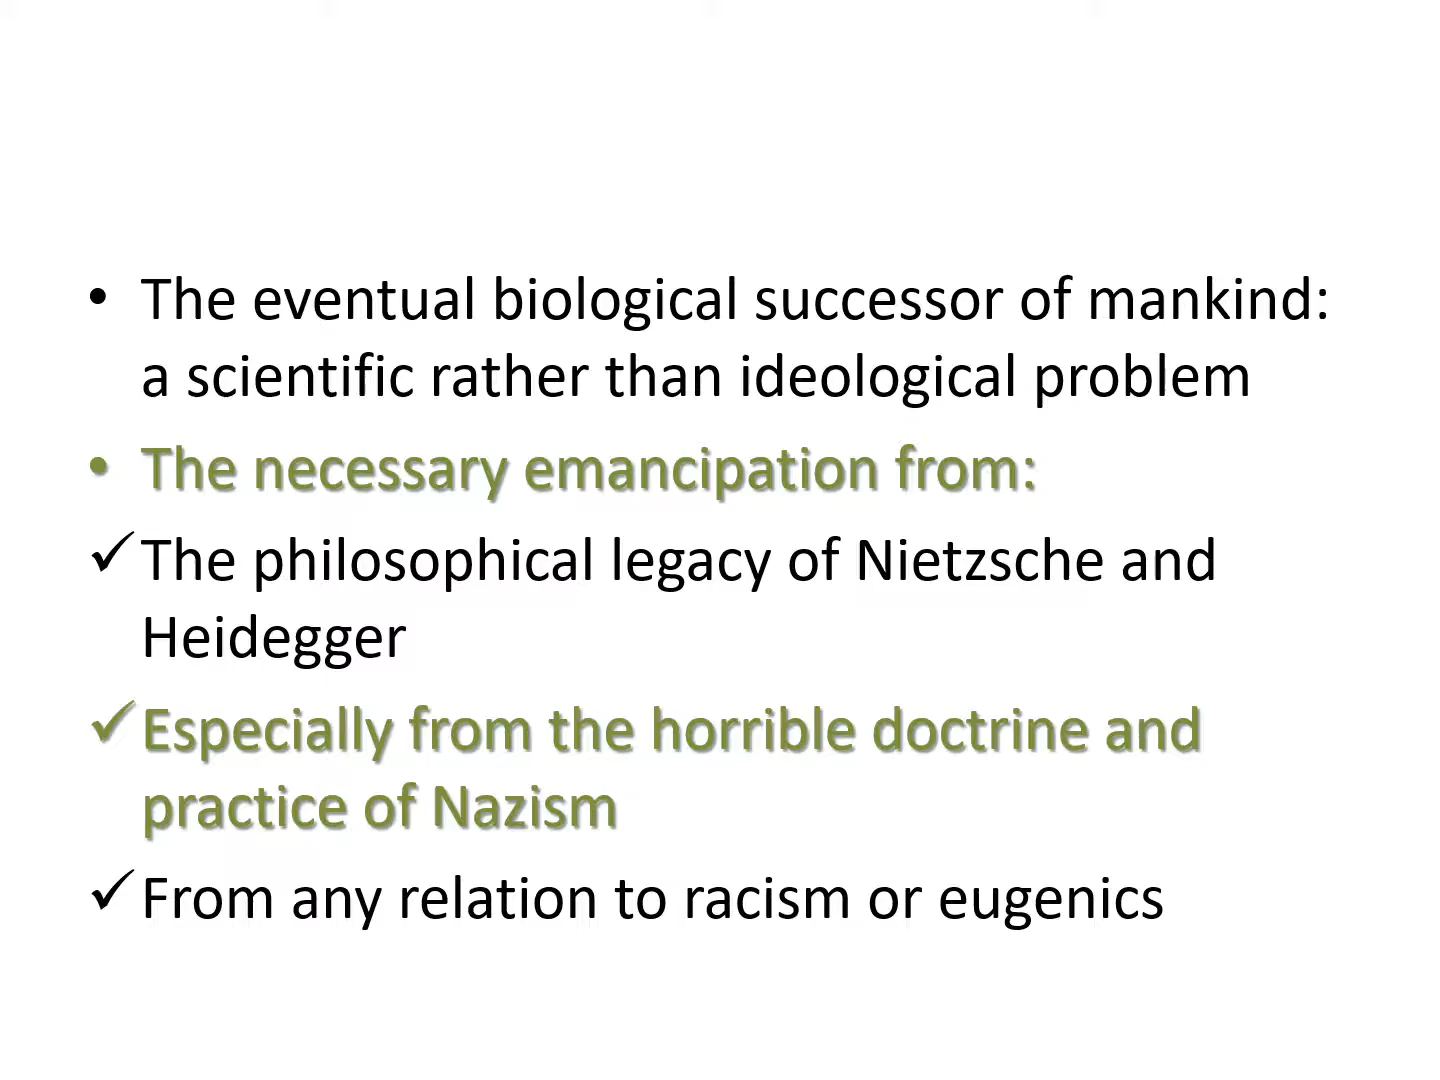 • The eventual biological successor of mankind:
a scientific rather than ideological problem
• The necessary emancipation from:
✓ The philosophical legacy of Nietzsche and
Heidegger
✓ Especially from the horrible doctrine and
practice of Nazism
✓ From any relation to racism or eugenics